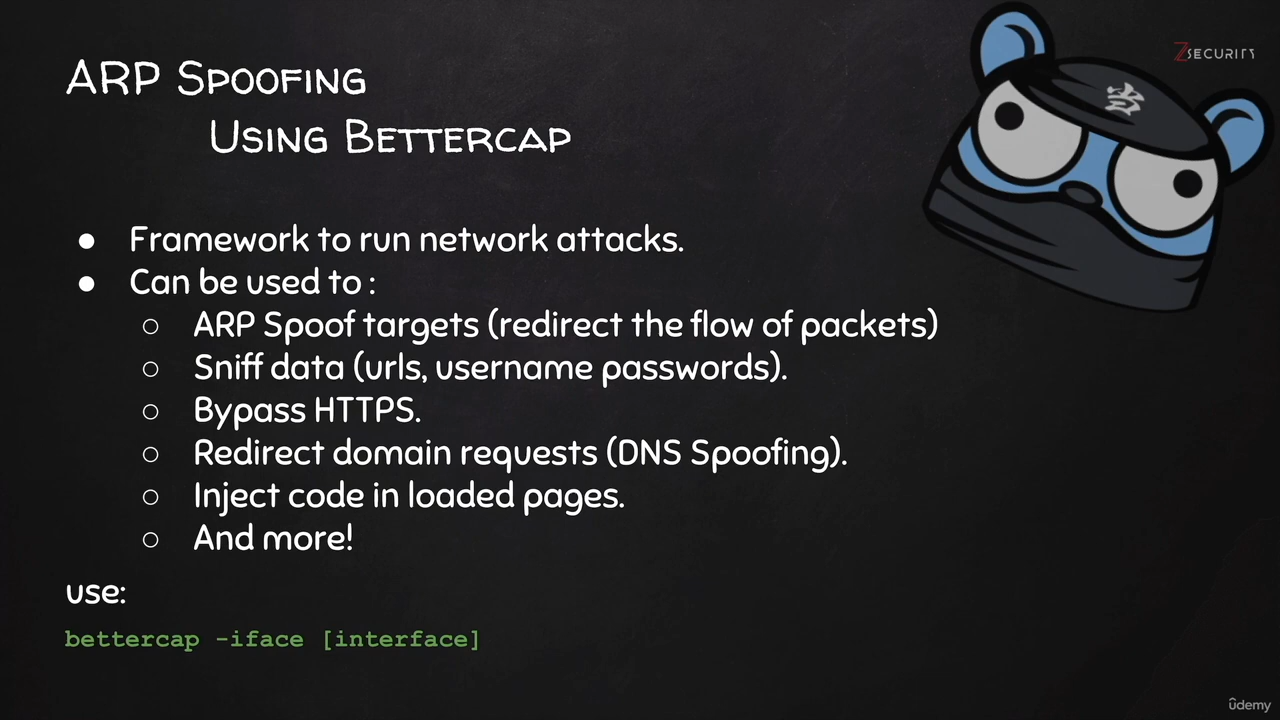 ARP Spoofing
Using Bettercap
ZSECURITY
● Framework to run network attacks.
● Can be used to :
○ ARP Spoof targets (redirect the flow of packets)
○ Sniff data (urls, username passwords).
○ Bypass HTTPS.
○ Redirect domain requests (DNS Spoofing).
○ Inject code in loaded pages.
○ And more!
use:
bettercap -iface [interface]
ûdemy